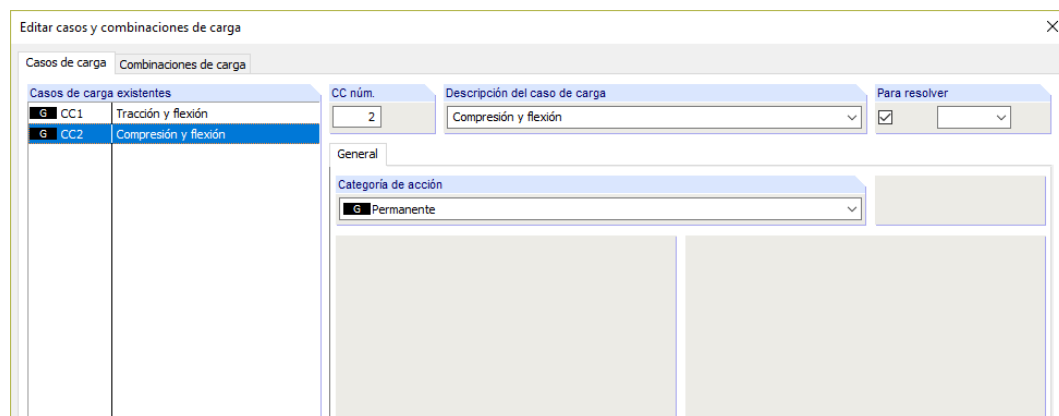 Editar casos y combinaciones de carga
Casos de carga
Combinaciones de carga
Casos de carga existentes
G CC1 Tracción y flexión
G CC2 Compresión y flexión
CC núm.
2
Descripción del caso de carga
Compresión y flexión
Para resolver
General
Categoría de acción
G Permanente